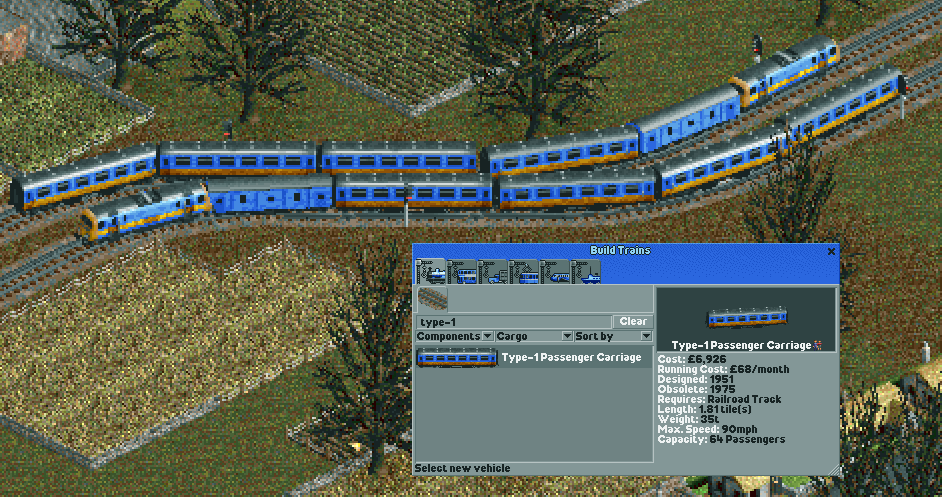 Build Trains
type-1
Clear
Components
Cargo
Sort by
Type-1 Passenger Carriage
Select new vehicle
Type-1 Passenger Carriage
Cost: £6,926
Running Cost: £68/month
Designed: 1951
Obsolete: 1975
Requires: Railroad Track
Length: 1.81 tile(s)
Weight: 35t
Max. Speed: 90mph
Capacity: 64 Passengers